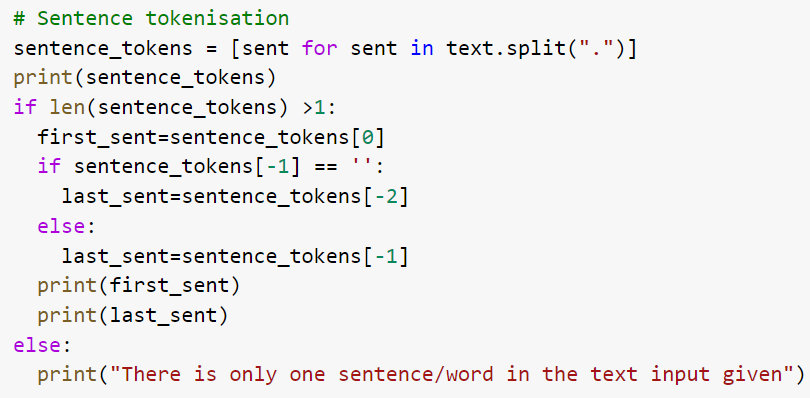 # Sentence tokenisation
sentence_tokens = [sent for sent in text.split(".")]
print(sentence_tokens)
if len(sentence_tokens) >1:
  first_sent=sentence_tokens[0]
  if sentence_tokens[-1] == '':
    last_sent=sentence_tokens[-2]
  else:
    last_sent=sentence_tokens[-1]
  print(first_sent)
  print(last_sent)
else:
  print("There is only one sentence/word in the text input given")